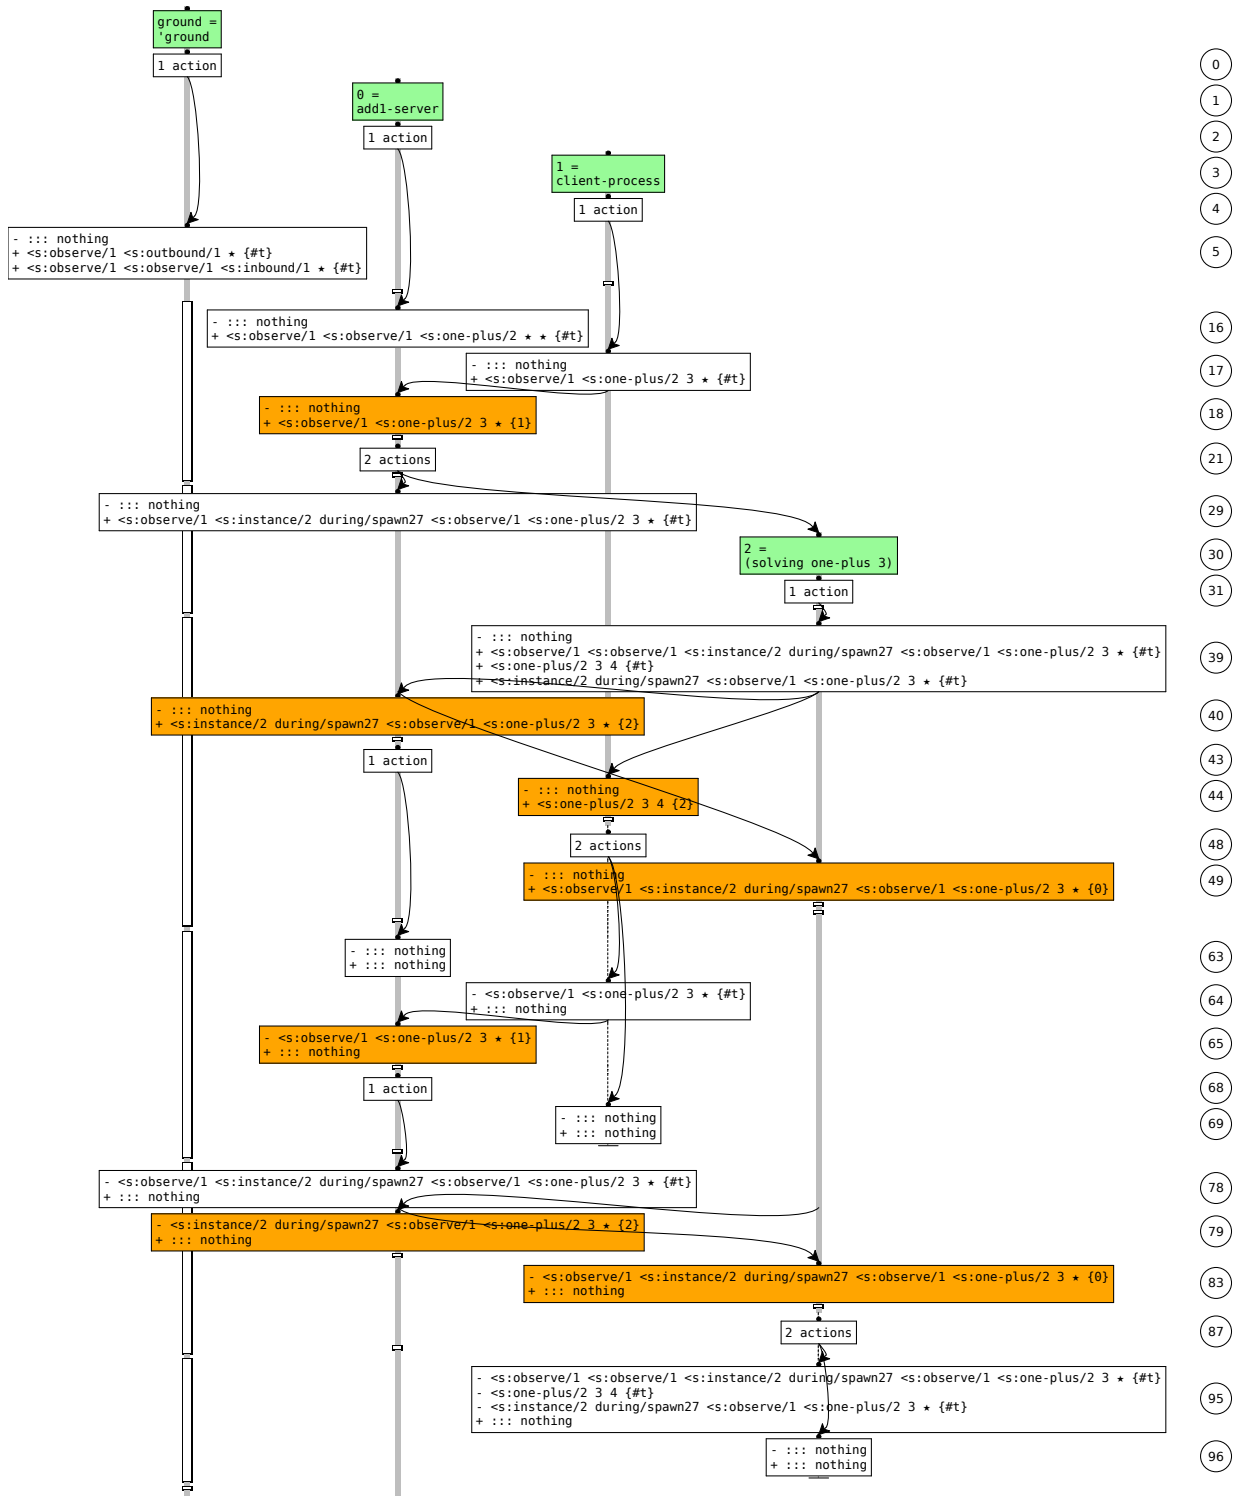 ground =
'ground
1 action
0
0 =
add1-server
1
1 action
2
1 =
client-process
3
1 action
4
- ::: nothing
+ <s:observe/1 <s:outbound/1 ★ {#t}
+ <s:observe/1 <s:observe/1 <s:inbound/1 ★ {#t}
5
- ::: nothing
+ <s:observe/1 <s:observe/1 <s:one-plus/2 ★ ★ {#t}
16
- ::: nothing
+ <s:observe/1 <s:one-plus/2 3 ★ {#t}
17
- ::: nothing
+ <s:observe/1 <s:one-plus/2 3 ★ {1}
18
2 actions
21
- ::: nothing
+ <s:observe/1 <s:instance/2 during/spawn27 <s:observe/1 <s:one-plus/2 3 ★ {#t}
29
2 =
(solving one-plus 3)
30
1 action
31
- ::: nothing
+ <s:observe/1 <s:observe/1 <s:instance/2 during/spawn27 <s:observe/1 <s:one-plus/2 3 ★ {#t}
+ <s:one-plus/2 3 4 {#t}
+ <s:instance/2 during/spawn27 <s:observe/1 <s:one-plus/2 3 ★ {#t}
39
- ::: nothing
+ <s:instance/2 during/spawn27 <s:observe/1 <s:one-plus/2 3 ★ {2}
40
1 action
43
- ::: nothing
+ <s:one-plus/2 3 4 {2}
44
2 actions
48
- ::: nothing
+ <s:observe/1 <s:instance/2 during/spawn27 <s:observe/1 <s:one-plus/2 3 ★ {0}
49
- ::: nothing
+ ::: nothing
63
- <s:observe/1 <s:one-plus/2 3 ★ {#t}
+ ::: nothing
64
- <s:observe/1 <s:one-plus/2 3 ★ {1}
+ ::: nothing
65
1 action
68
- ::: nothing
+ ::: nothing
69
- <s:observe/1 <s:instance/2 during/spawn27 <s:observe/1 <s:one-plus/2 3 ★ {#t}
+ ::: nothing
78
- <s:instance/2 during/spawn27 <s:observe/1 <s:one-plus/2 3 ★ {2}
+ ::: nothing
79
- <s:observe/1 <s:instance/2 during/spawn27 <s:observe/1 <s:one-plus/2 3 ★ {0}
+ ::: nothing
83
2 actions
87
- <s:observe/1 <s:observe/1 <s:instance/2 during/spawn27 <s:observe/1 <s:one-plus/2 3 ★ {#t}
- <s:one-plus/2 3 4 {#t}
- <s:instance/2 during/spawn27 <s:observe/1 <s:one-plus/2 3 ★ {#t}
+ ::: nothing
95
- ::: nothing
+ ::: nothing
96